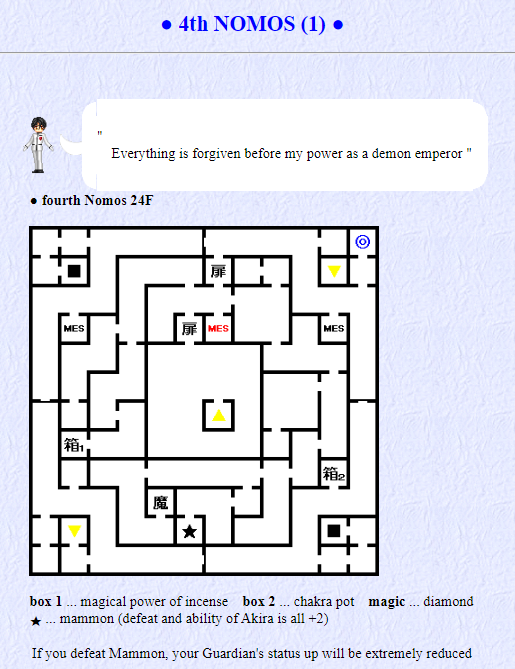 ● 4th NOMOS (1) ●
"
Everything is forgiven before my power as a demon emperor "
● fourth Nomos 24F
扉
MES 扉 MES MES
箱1
箱2
魔
box 1 ... magical power of incense box 2 ... chakra pot magic ... diamond
★ ... mammon (defeat and ability of Akira is all +2)
If you defeat Mammon, your Guardian's status up will be extremely reduced